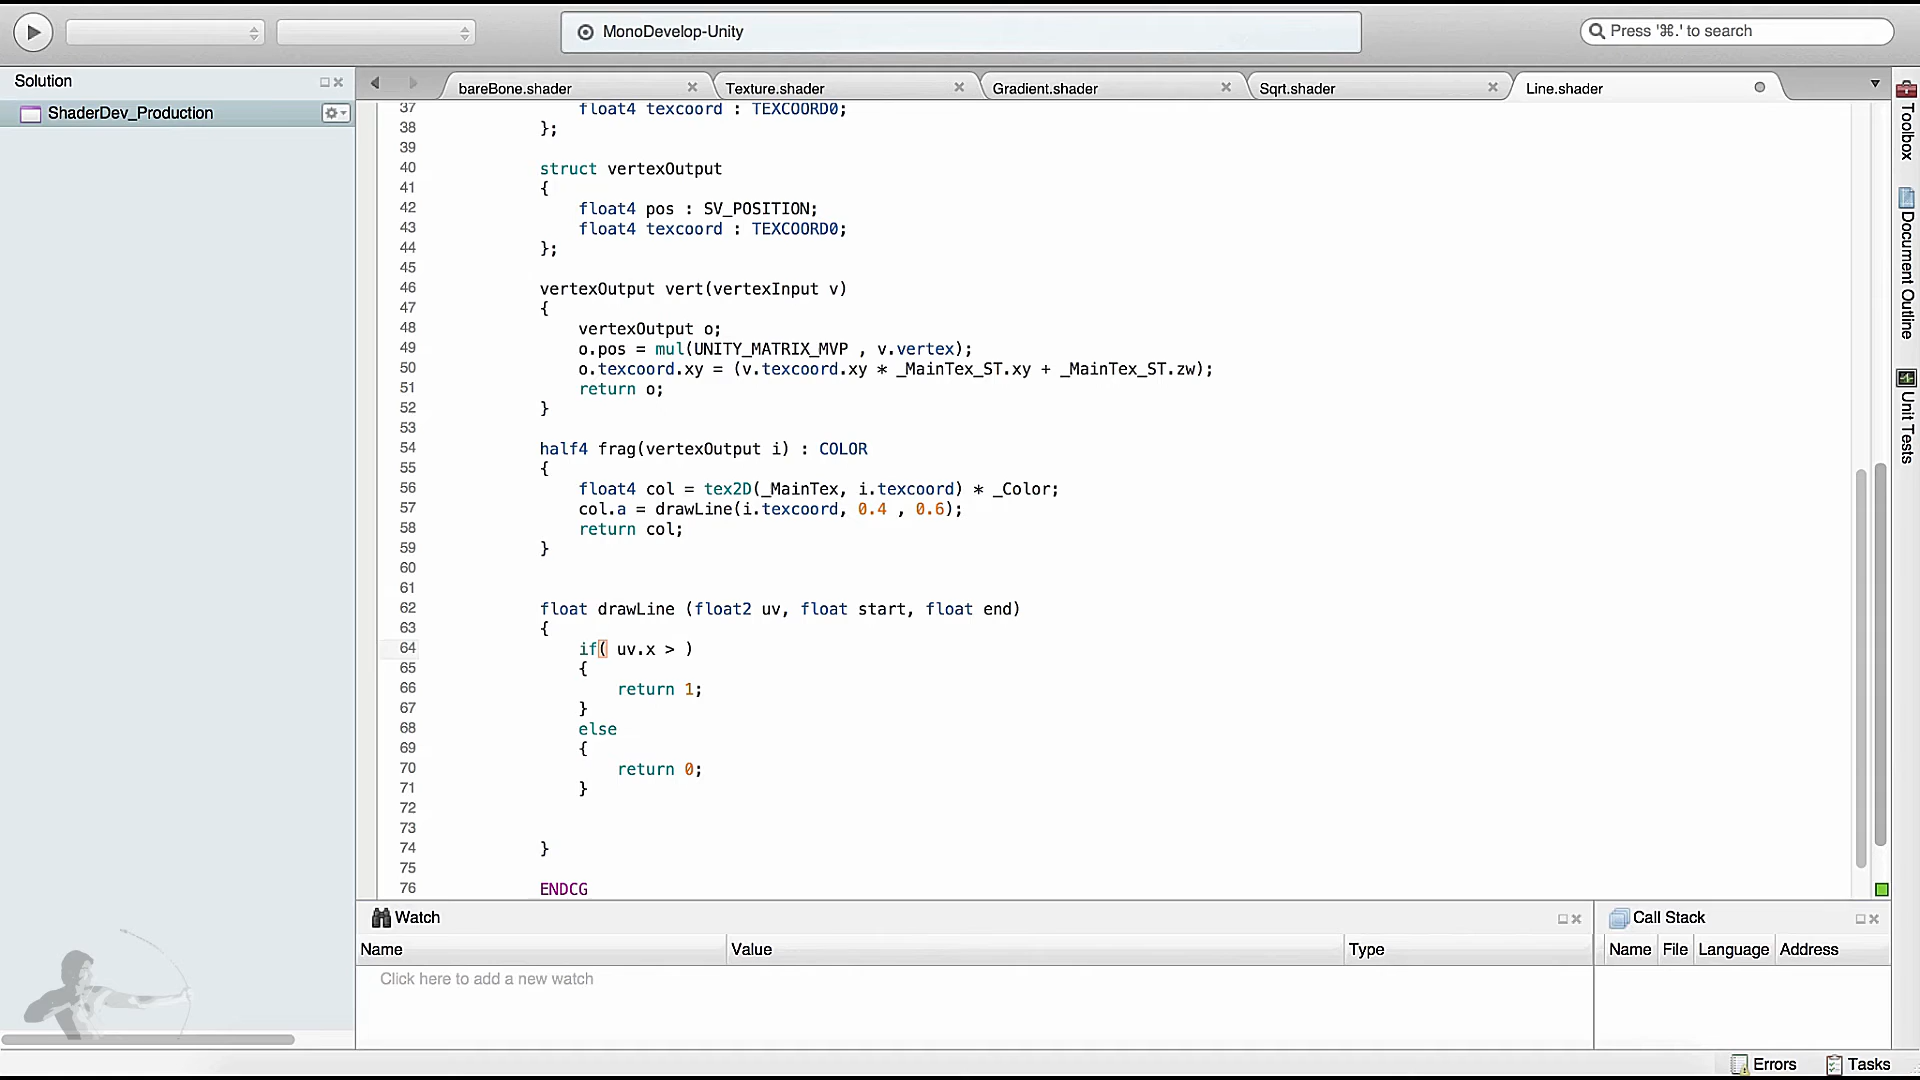 MonoDevelop-Unity
Press '⌘.' to search
Solution
ShaderDev_Production
bareBone.shader
Texture.shader
Gradient.shader
Sqrt.shader
Line.shader
37 float4 texcoord : TEXCOORD0;
38 };
39
40 struct vertexOutput
41 {
42 float4 pos : SV_POSITION;
43 float4 texcoord : TEXCOORD0;
44 };
45
46 vertexOutput vert(vertexInput v)
47 {
48 vertexOutput o;
49 o.pos = mul(UNITY_MATRIX_MVP , v.vertex);
50 o.texcoord.xy = (v.texcoord.xy * _MainTex_ST.xy + _MainTex_ST.zw);
51 return o;
52 }
53
54 half4 frag(vertexOutput i) : COLOR
55 {
56 float4 col = tex2D(_MainTex, i.texcoord) * _Color;
57 col.a = drawLine(i.texcoord, 0.4 , 0.6);
58 return col;
59 }
60
61
62 float drawLine (float2 uv, float start, float end)
63 {
64 if( uv.x > )
65 {
66 return 1;
67 }
68 else
69 {
70 return 0;
71 }
72
73
74 }
75
76 ENDCG
Toolbox
Document Outline
Unit Tests
Watch
Name Value Type
Click here to add a new watch
Call Stack
Name File Language Address
Errors Tasks